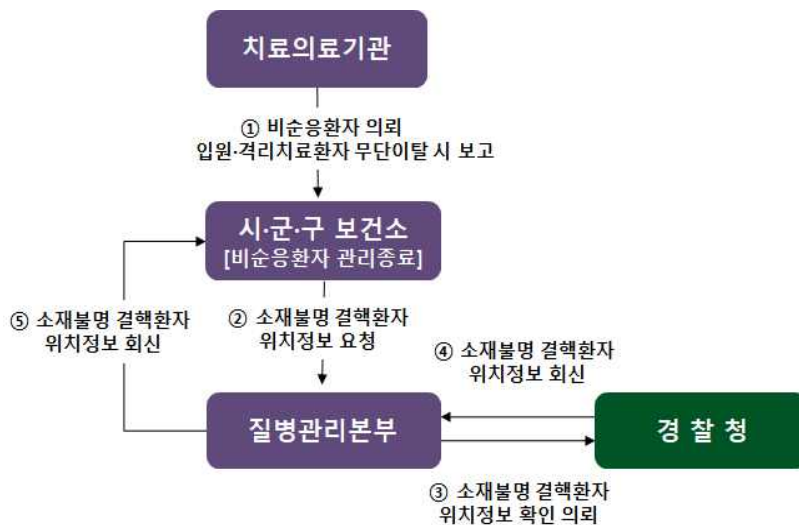 치료의료기관
① 비순응환자 의뢰
입원·격리치료환자 무단이탈 시 보고
시·군·구 보건소
[비순응환자 관리종료]
⑤ 소재불명 결핵환자
위치정보 회신
② 소재불명 결핵환자
위치정보 요청
④ 소재불명 결핵환자
위치정보 회신
질병관리본부
경 찰 청
③ 소재불명 결핵환자
위치정보 확인 의뢰